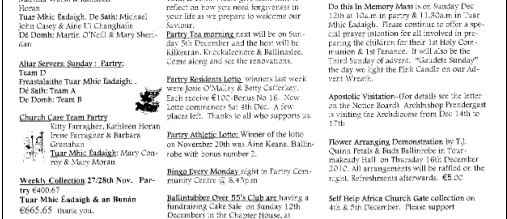 Horan
Tuar Mhic Éadaigh. De Sath: Michael
John Casey & Aine Ui Changhaile
Dé Domh: Martin. O'Neill & Mary Sheri-
dan
Altar Servers: Sunday : Partry:
Team D
Freastalaithe Tuar Mhic Éadaigh: .
Dé Sath: Team A
De Domh: Team B
Church Care Team Partry
Kitty Farragher, Kathleen Horan
Irene Farragher & Barbara
Granahan
Tuar Mhic Éadaigh: Mary Con-
roy & Mary Moran
Weekly Collection 27/28th Nov. Par-
try €400.67
Tuar Mhic Éadaigh & an Bunán
€665.65 thank you.
reflect on how you need forgiveness in
your life as we prepare to welcome our
Saviour.
Partry Tea morning next will be on Sun-
day 5th December and the host will be
Kilkeeran. Knockalconere & Ballinaslee.
Come along and see the renovations.
Partry Residents Lotto winners last week
were Josie O'Malley & Betty Cafferkey.
Each receive €100-Bonus No 16. New
Lotto commences Sat 4th Dec. A few
places left. Thanks to all who supports us.
Partry Athletic Lotto: Winner of the lotto
on November 20th was Aine Keane. Ballin-
robe with bonus number 2.
Bingo Every Monday night in Partry Com-
munity Centre @ 8.45p.m
Ballintubber Over 55's Club are having a
fundraising Cake Sale on Sunday 12th
Decembers in the Chapter House, at
Do this In Memory Mass is on. Sunday Dec
12th at 10a.m in partry & 11.30a.m in Tuar
Mhic Éadaigh. Please continue to offer a spe-
cial prayer intention for all involved in pre-
paring the children for their 1st Holy Com-
munion & 1st Penance. It will also be the
Third Sunday of advent. "Gaudete Sunday"
the day we light the Pink Candle on our Ad-
vent Wreath.
Apostolic Visitation-(For details see the letter
on the Notice Board) Archbishop Prendergast
is visiting the Archdiocese from Dec 14th to
17th
Flower Arranging Demonstration by T.J.
Quinn Petals & Buds Ballinrobe in Tour-
makeady Hall on Thursday 16th December
2010. All arrangements will be raffled on the
night. Refreshments afterwards. €5.00
Self Help Africa Church Gate collection on
4th & 5th December. Please support